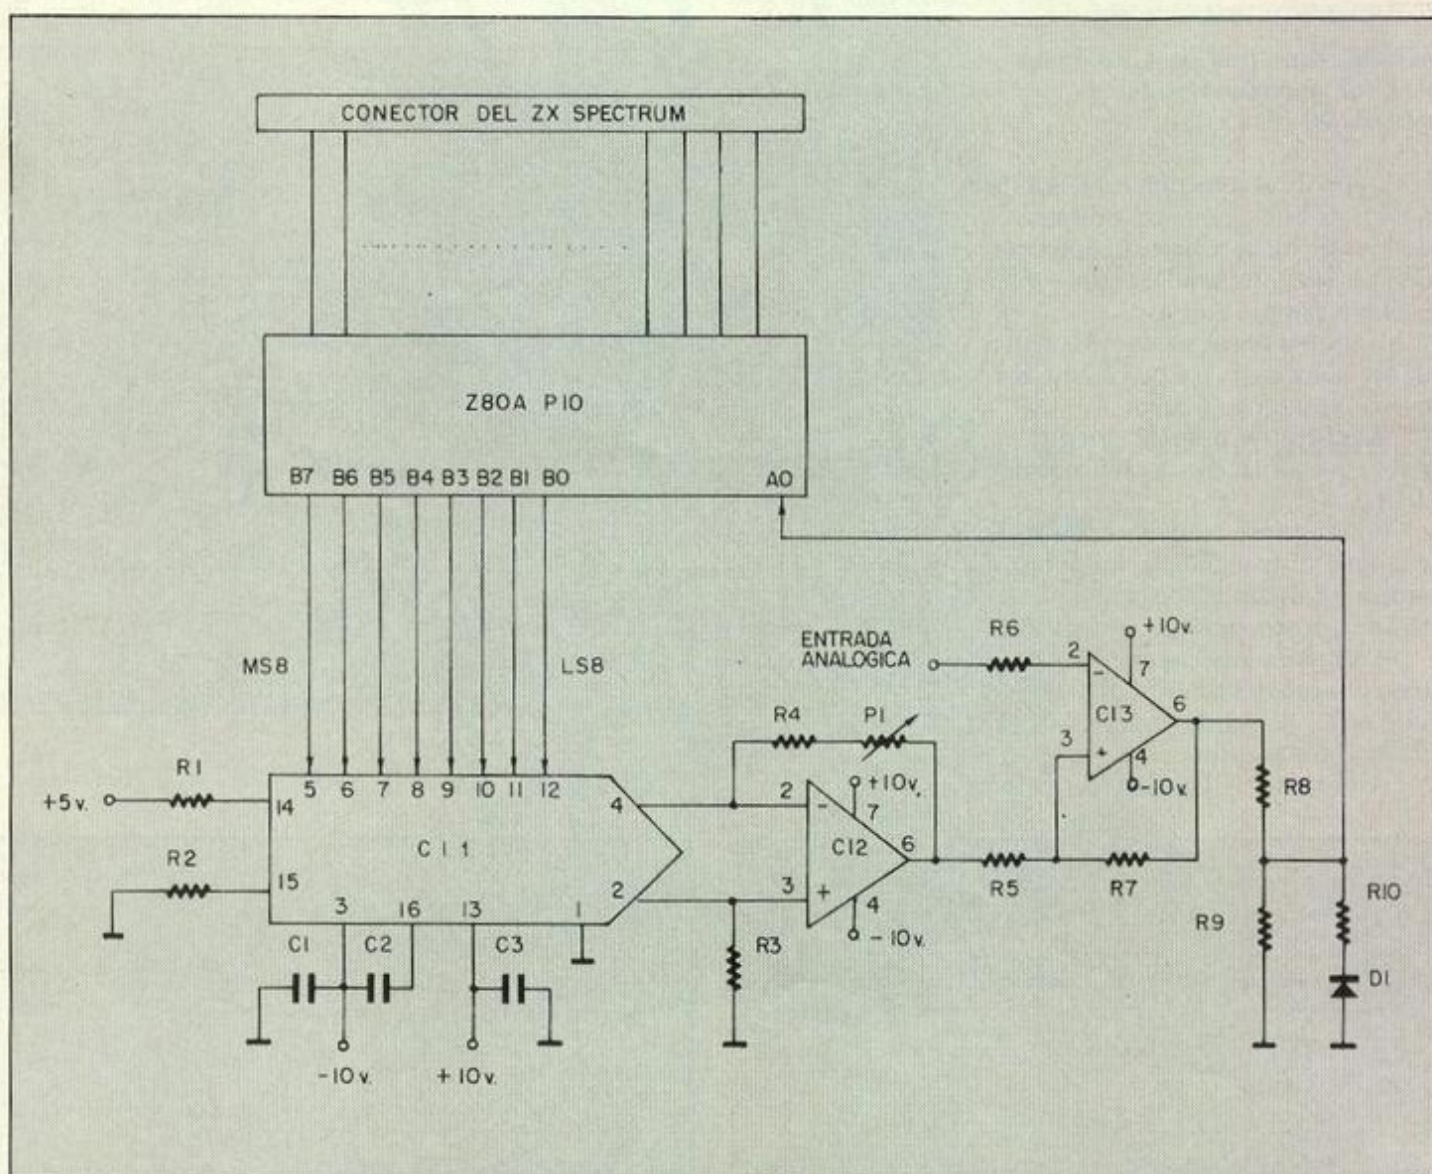 CONECTOR DEL ZX SPECTRUM
Z80A PIO
B7 B6 B5 B4 B3 B2 B1 B0 A0
MS8 LS8
ENTRADA
ANALOGICA
R6
2 -
+10v.
7
CI3
6
3 +
4
-10v.
R8
R4 P1
R1
+5v.
14
5 6 7 8 9 10 11 12
4
CI1
R2
15
2
3 16 13 1
2 -
+10v.
7
CI2
6
3 +
4
-10v.
R5 R7
R9 R10
C1 C2 C3
R3
D1
-10v. +10v.